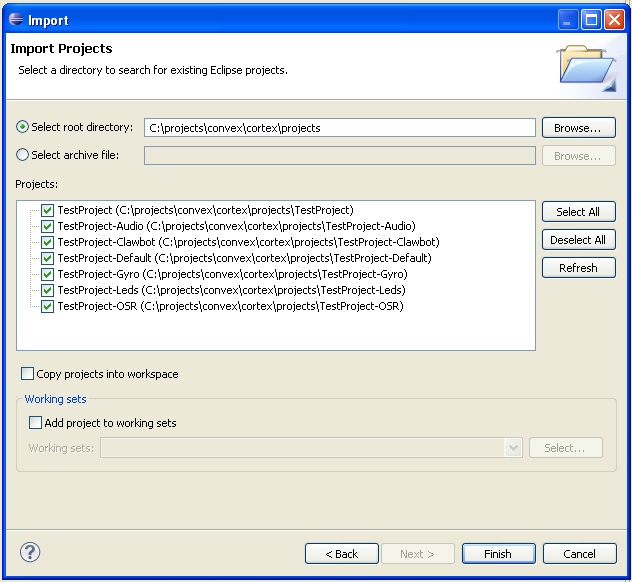 Import
Import Projects
Select a directory to search for existing Eclipse projects.
Select root directory: C:\projects\convex\cortex\projects Browse...
Select archive file: Browse...
Projects:
TestProject (C:\projects\convex\cortex\projects\TestProject) Select All
TestProject-Audio (C:\projects\convex\cortex\projects\TestProject-Audio)
TestProject-Clawbot (C:\projects\convex\cortex\projects\TestProject-Clawbot) Deselect All
TestProject-Default (C:\projects\convex\cortex\projects\TestProject-Default)
TestProject-Gyro (C:\projects\convex\cortex\projects\TestProject-Gyro) Refresh
TestProject-Leds (C:\projects\convex\cortex\projects\TestProject-Leds)
TestProject-OSR (C:\projects\convex\cortex\projects\TestProject-OSR)
Copy projects into workspace
Working sets
Add project to working sets
Working sets: Select...
? < Back Next > Finish Cancel